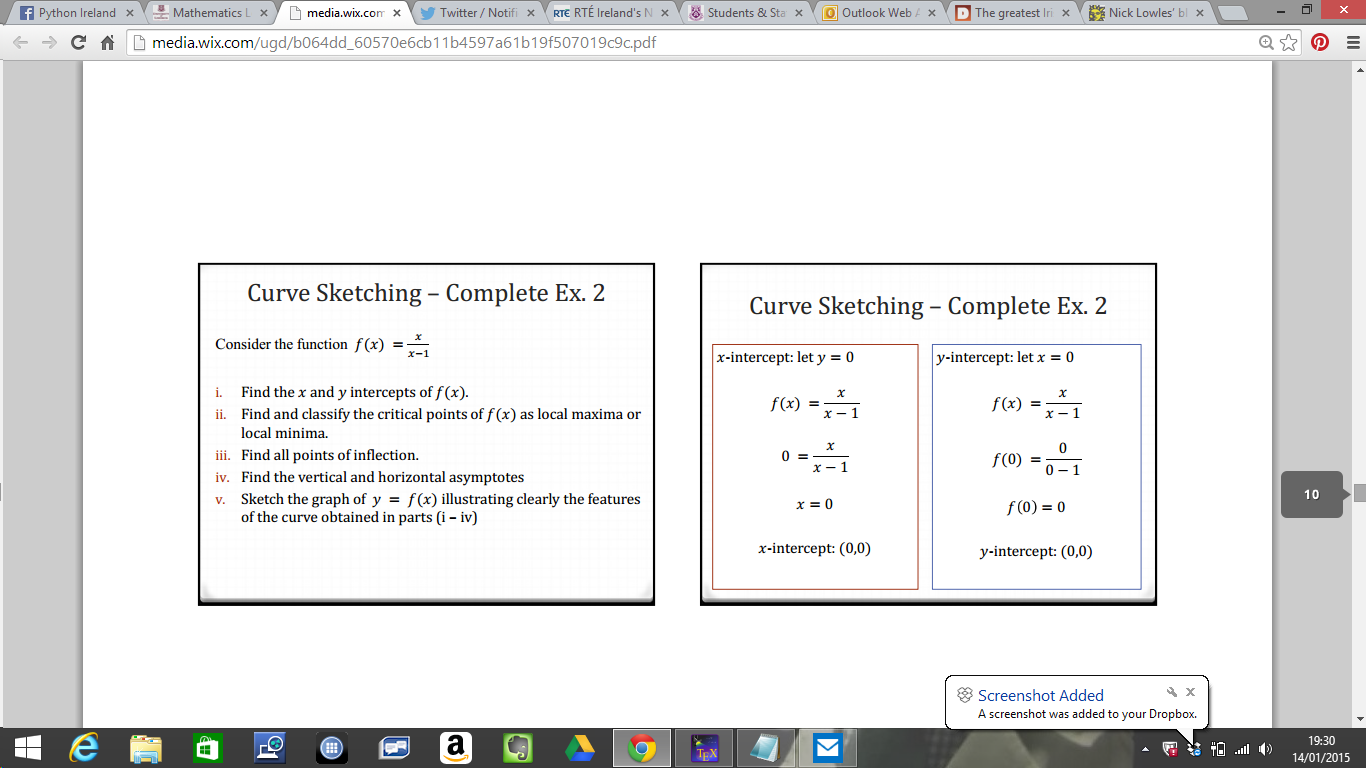 Python Ireland
Mathematics L
media.wix.com
Twitter / Notifi
RTÉ RTÉ Ireland's N
Students & Sta
Outlook Web A
D The greatest Iri
Nick Lowles' bl
media.wix.com/ugd/b064dd_60570e6cb11b4597a61b19f507019c9c.pdf
Curve Sketching – Complete Ex. 2
Consider the function f(x) = x/(x−1)
i. Find the x and y intercepts of f(x).
ii. Find and classify the critical points of f(x) as local maxima or
local minima.
iii. Find all points of inflection.
iv. Find the vertical and horizontal asymptotes
v. Sketch the graph of y = f(x) illustrating clearly the features
of the curve obtained in parts (i – iv)
Curve Sketching – Complete Ex. 2
x-intercept: let y = 0
f(x) = x/(x − 1)
0 = x/(x − 1)
x = 0
x-intercept: (0,0)
y-intercept: let x = 0
f(x) = x/(x − 1)
f(0) = 0/(0 − 1)
f(0) = 0
y-intercept: (0,0)
10
Screenshot Added
A screenshot was added to your Dropbox.
TEX
19:30
14/01/2015